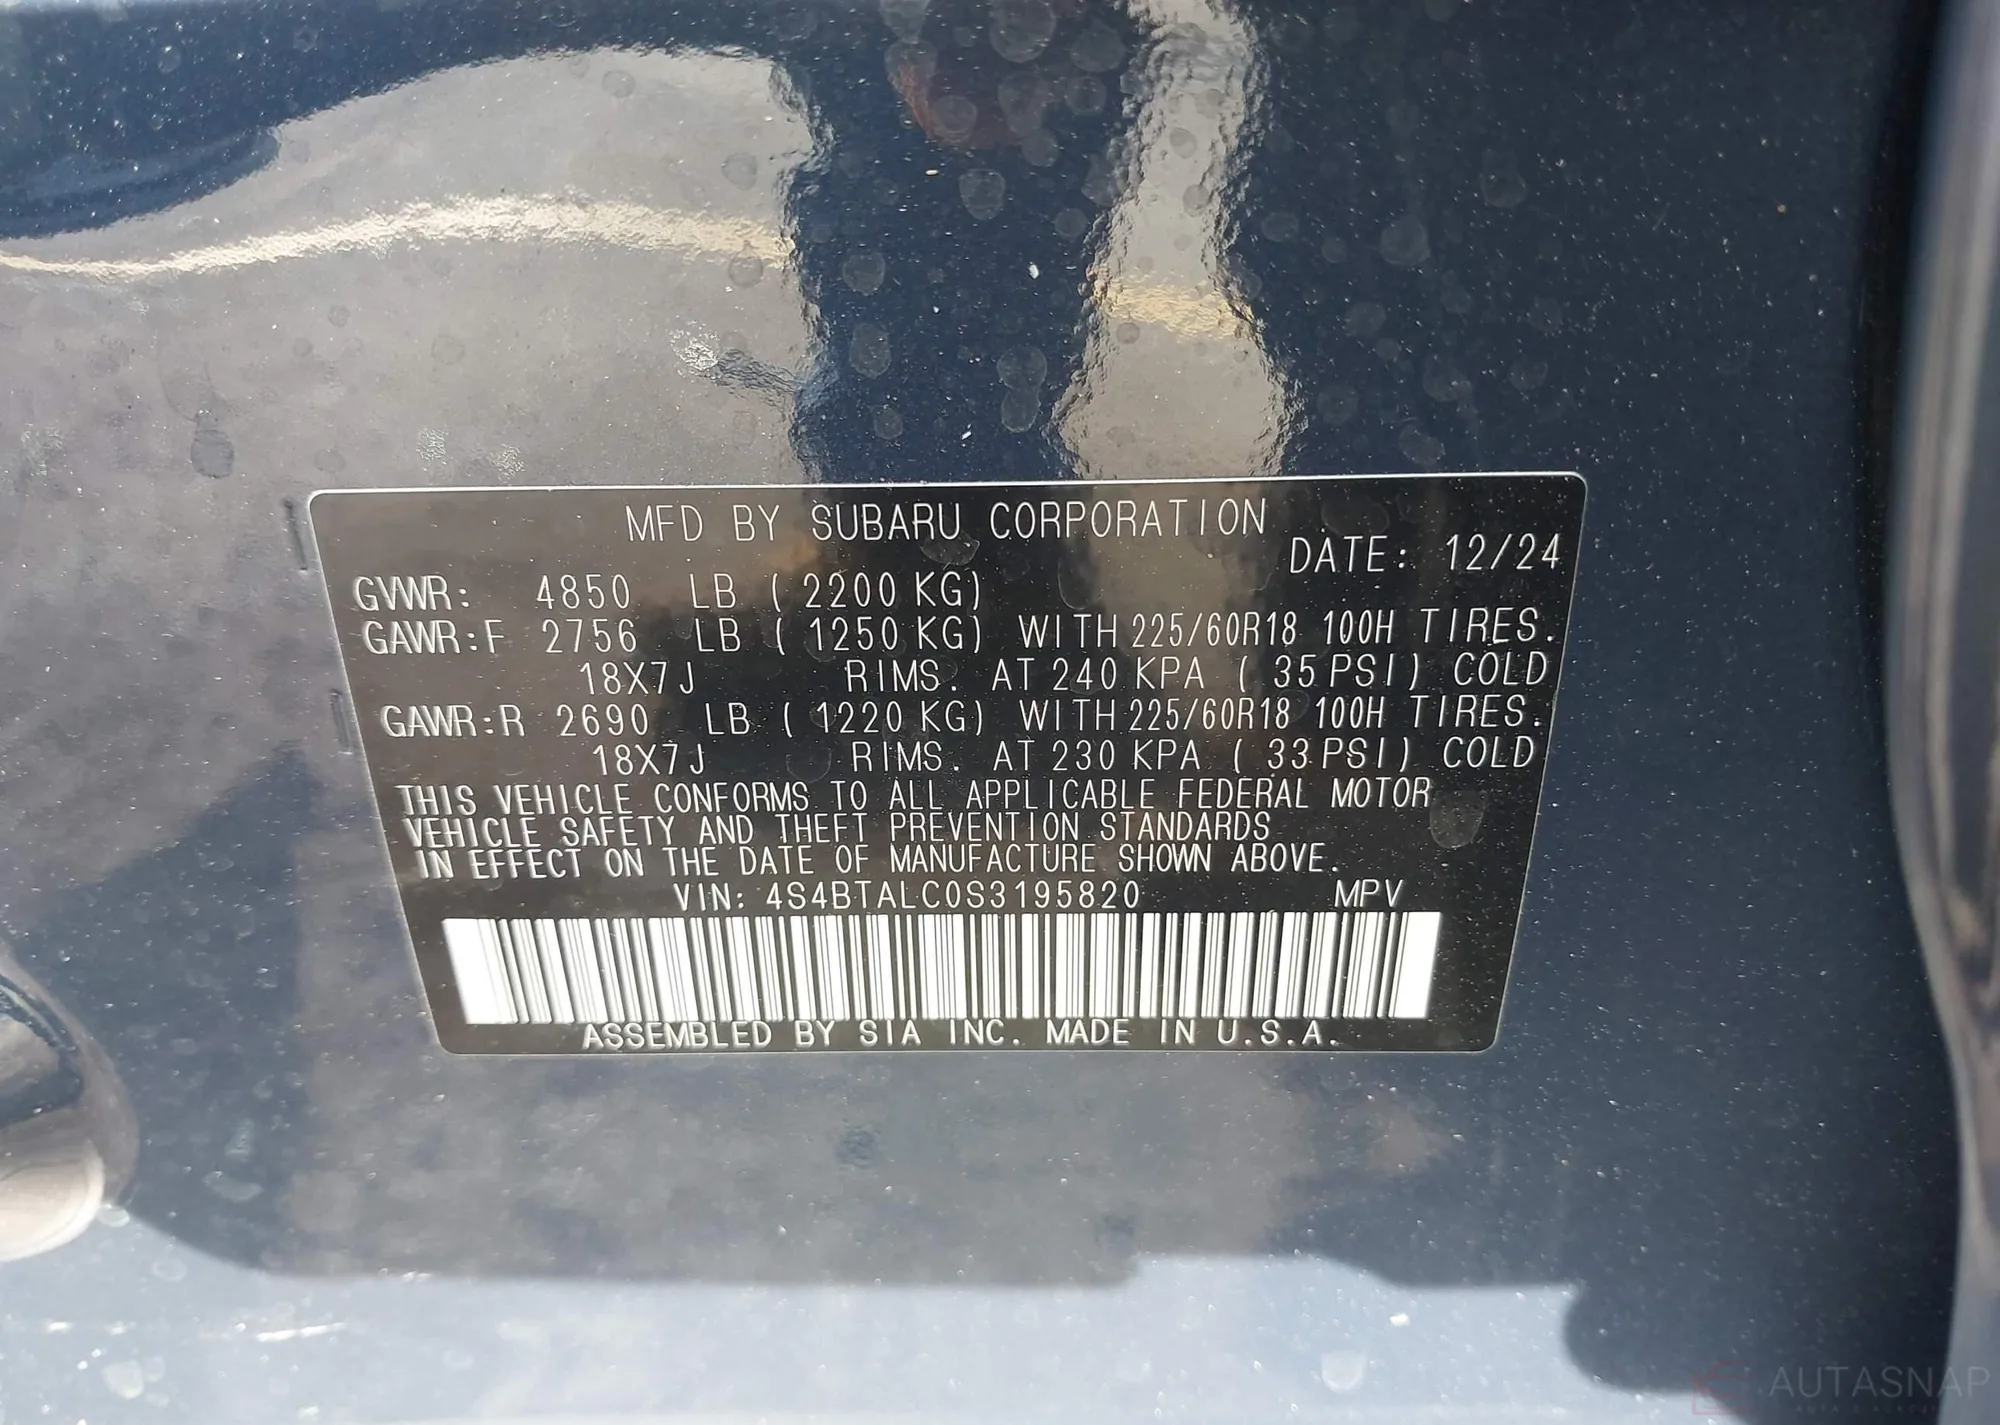 MFD BY SUBARU CORPORATION
DATE: 12/24
GVWR: 4850 LB ( 2200 KG)
GAWR:F 2756 LB ( 1250 KG) WITH 225/60R18 100H TIRES.
18X7J RIMS. AT 240 KPA ( 35 PSI) COLD
GAWR:R 2690 LB ( 1220 KG) WITH 225/60R18 100H TIRES.
18X7J RIMS. AT 230 KPA ( 33 PSI) COLD
THIS VEHICLE CONFORMS TO ALL APPLICABLE FEDERAL MOTOR
VEHICLE SAFETY AND THEFT PREVENTION STANDARDS
IN EFFECT ON THE DATE OF MANUFACTURE SHOWN ABOVE.
VIN: 4S4BTALC0S3195820 MPV
ASSEMBLED BY SIA INC. MADE IN U.S.A.
AUTASNAP